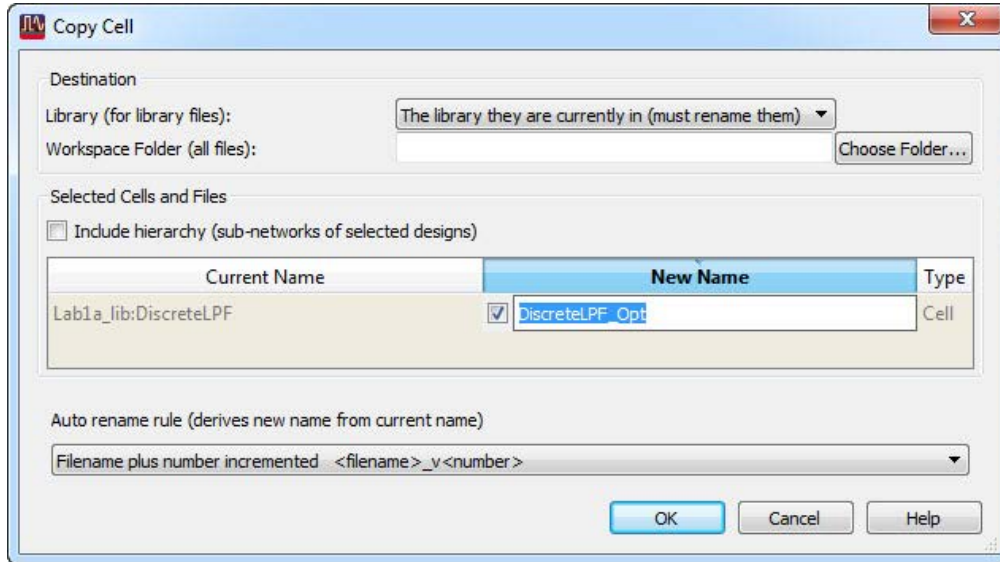 Copy Cell
Destination
Library (for library files): The library they are currently in (must rename them)
Workspace Folder (all files): Choose Folder...
Selected Cells and Files
Include hierarchy (sub-networks of selected designs)
Current Name New Name Type
Lab1a_lib:DiscreteLPF DiscreteLPF_Opt Cell
Auto rename rule (derives new name from current name)
Filename plus number incremented <filename>_v<number>
OK Cancel Help